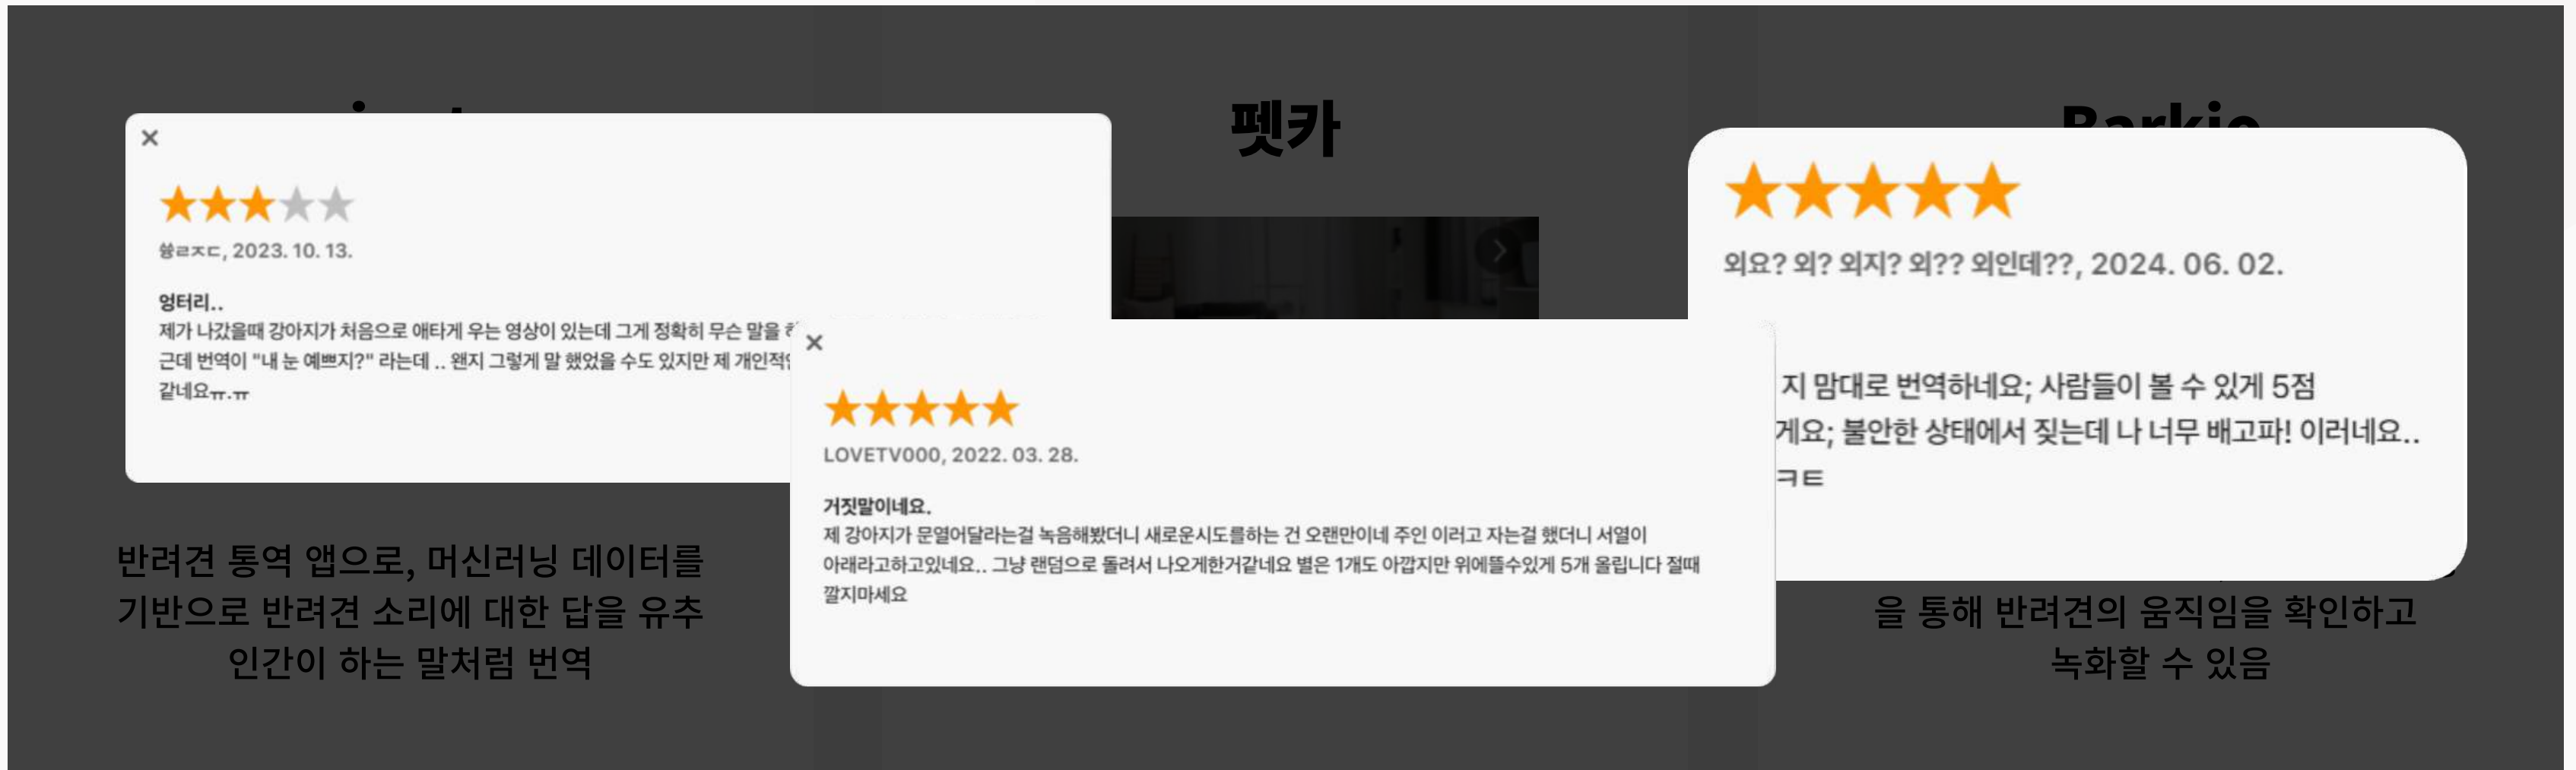 펫카
Barkio
쓩ㄹㅈㄷ, 2023. 10. 13.
엉터리..
제가 나갔을때 강아지가 처음으로 애타게 우는 영상이 있는데 그게 정확히 무슨 말을
근데 번역이 "내 눈 예쁘지?" 라는데 .. 왠지 그렇게 말 했었을 수도 있지만 제
같네요ㅠ.ㅠ
LOVETV000, 2022. 03. 28.
거짓말이네요.
제 강아지가 문열어달라는걸 녹음해봤더니 새로운시도를하는 건 오랜만이네 주인 이러고 자는걸 했더니 서열이
아래라고하고있네요.. 그냥 랜덤으로 돌려서 나오게한거같네요 별은 1개도 아깝지만 위에뜰수있게 5개 올립니다 절때
깔지마세요
외요? 외? 외지? 외?? 외인데??, 2024. 06. 02.
지 맘대로 번역하네요; 사람들이 볼 수 있게 5점
게요; 불안한 상태에서 짖는데 나 너무 배고파! 이러네요..
ㅋㅌ
반려견 통역 앱으로, 머신러닝 데이터를
기반으로 반려견 소리에 대한 답을 유추
인간이 하는 말처럼 번역
을 통해 반려견의 움직임을 확인하고
녹화할 수 있음